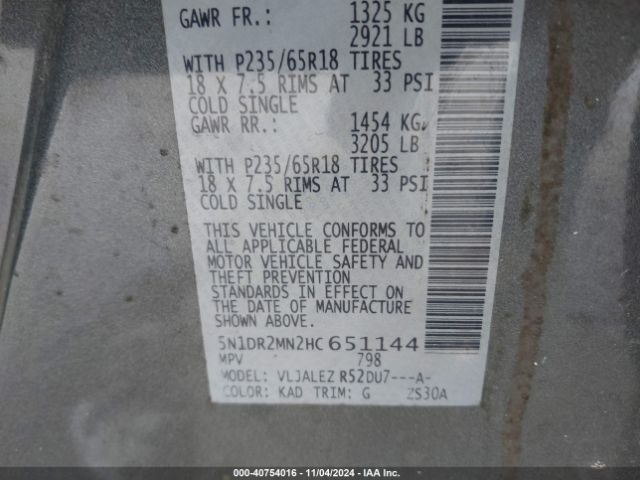 GAWR FR.: 1325 KG
2921 LB
WITH P235/65R18 TIRES
18 X 7.5 RIMS AT 33 PSI
COLD SINGLE
GAWR RR.: 1454 KG
3205 LB
WITH P235/65R18 TIRES
18 X 7.5 RIMS AT 33 PSI
COLD SINGLE
THIS VEHICLE CONFORMS TO
ALL APPLICABLE FEDERAL
MOTOR VEHICLE SAFETY AND
THEFT PREVENTION
STANDARDS IN EFFECT ON
THE DATE OF MANUFACTURE
SHOWN ABOVE.
5N1DR2MN2HC651144
MPV 798
MODEL: VLJALEZ R52DU7---A-
COLOR: KAD TRIM: G ZS30A
000-40754016 - 11/04/2024 - IAA Inc.